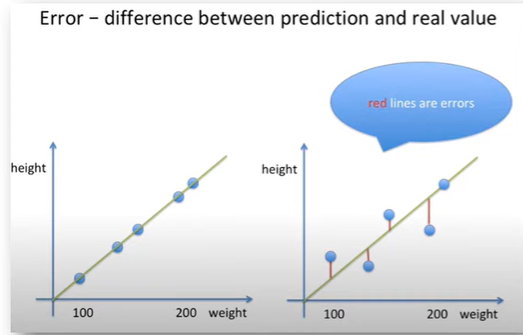 Error – difference between prediction and real value
red lines are errors
height
100
200
weight
height
100
200
weight